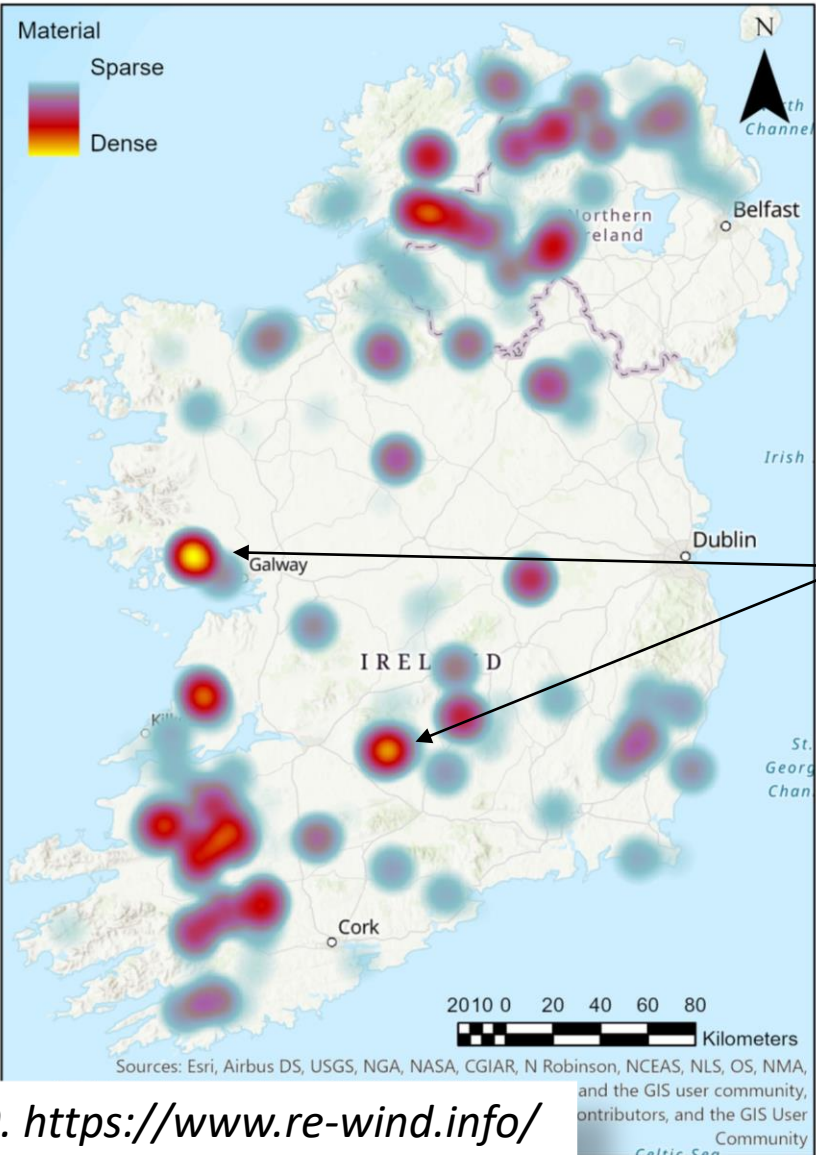 Material
Sparse
Dense
N
Channel
Belfast
Northern
Ireland
Irish
Dublin
Galway
IREL D
St.
Georg
Chan
Cork
2010 0 20 40 60 80
Kilometers
Sources: Esri, Airbus DS, USGS, NGA, NASA, CGIAR, N Robinson, NCEAS, NLS, OS, NMA,
and the GIS user community,
ontributors, and the GIS User
Community
. https://www.re-wind.info/
Celtic Sea